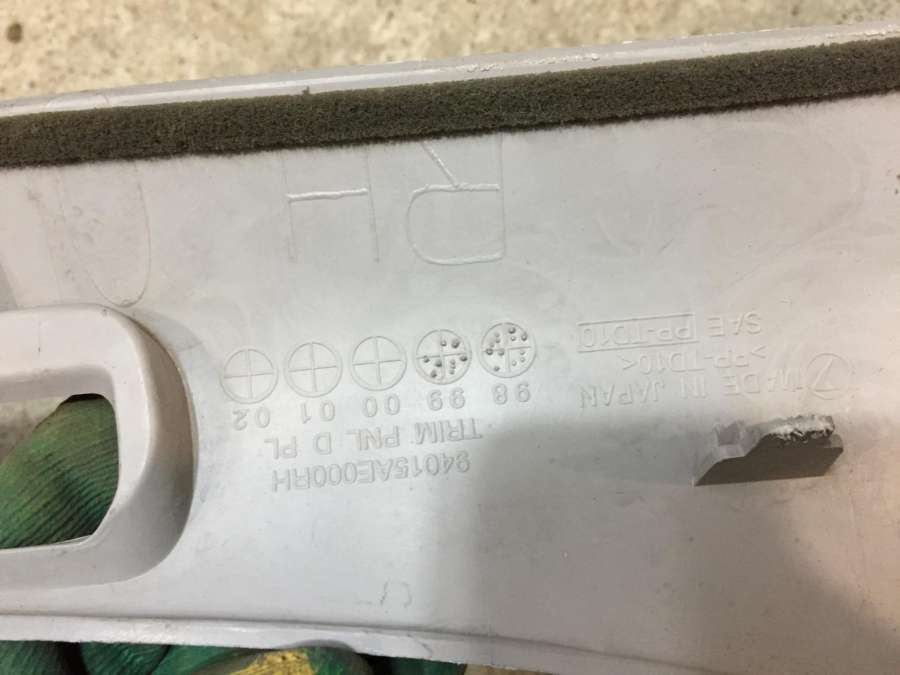 94015AE000RH
TRIM PNL D PL
98 99 00 01 02
MADE IN JAPAN
>PP-TD10<
SAE PP-TD10
RH